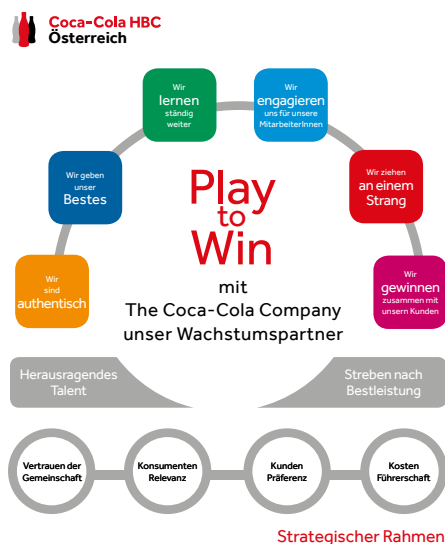 Coca-Cola HBC
Österreich
Wir
lernen
ständig
weiter
Wir
engagieren
uns für unsere
MitarbeiterInnen
Wir geben
unser
Bestes
Wir ziehen
an einem
Strang
Wir
sind
authentisch
Wir
gewinnen
zusammen mit
unsern Kunden
Play
to
Win
mit
The Coca-Cola Company
unser Wachstumspartner
Herausragendes
Talent
Streben nach
Bestleistung
Vertrauen der
Gemeinschaft
Konsumenten
Relevanz
Kunden
Präferenz
Kosten
Führerschaft
Strategischer Rahmen